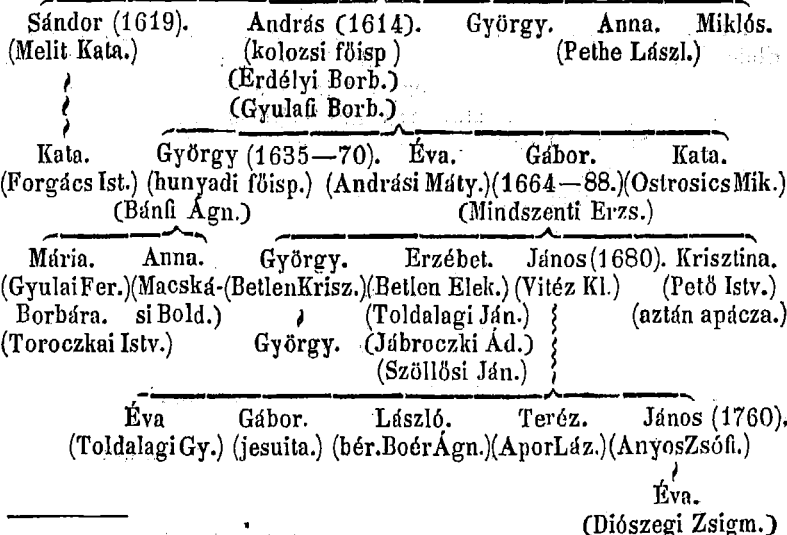 Sándor (1619). András (1614). György. Anna. Miklós.
(Melit Kata.) (kolozsi főisp ) (Pethe Lászl.)
(Erdélyi Borb.)
(Gyulafi Borb.)
Kata. György (1635—70). Éva. Gábor. Kata.
(Forgács Ist.) (hunyadi főisp.) (Andrási Máty.) (1664—88.) (Ostrosics Mik.)
(Bánfi Ágn.) (Mindszenti Erzs.)
Mária. Anna. György. Erzébet. János (1680). Krisztina.
(Gyulai Fer.) (Macská- (Betlen Krisz.) (Betlen Elek.) (Vitéz Kl.) (Pető Istv.)
Borbára. si Bold.) (Toldalagi Ján.) (aztán apácza.)
(Toroczkai Istv.) György. (Jábroczki Ád.)
(Szöllősi Ján.)
Éva Gábor. László. Teréz. János (1760).
(Toldalagi Gy.) (jesuita.) (bér. Boér Ágn.) (Apor Láz.) (Anyos Zsófi.)
Éva.
(Diószegi Zsigm.)